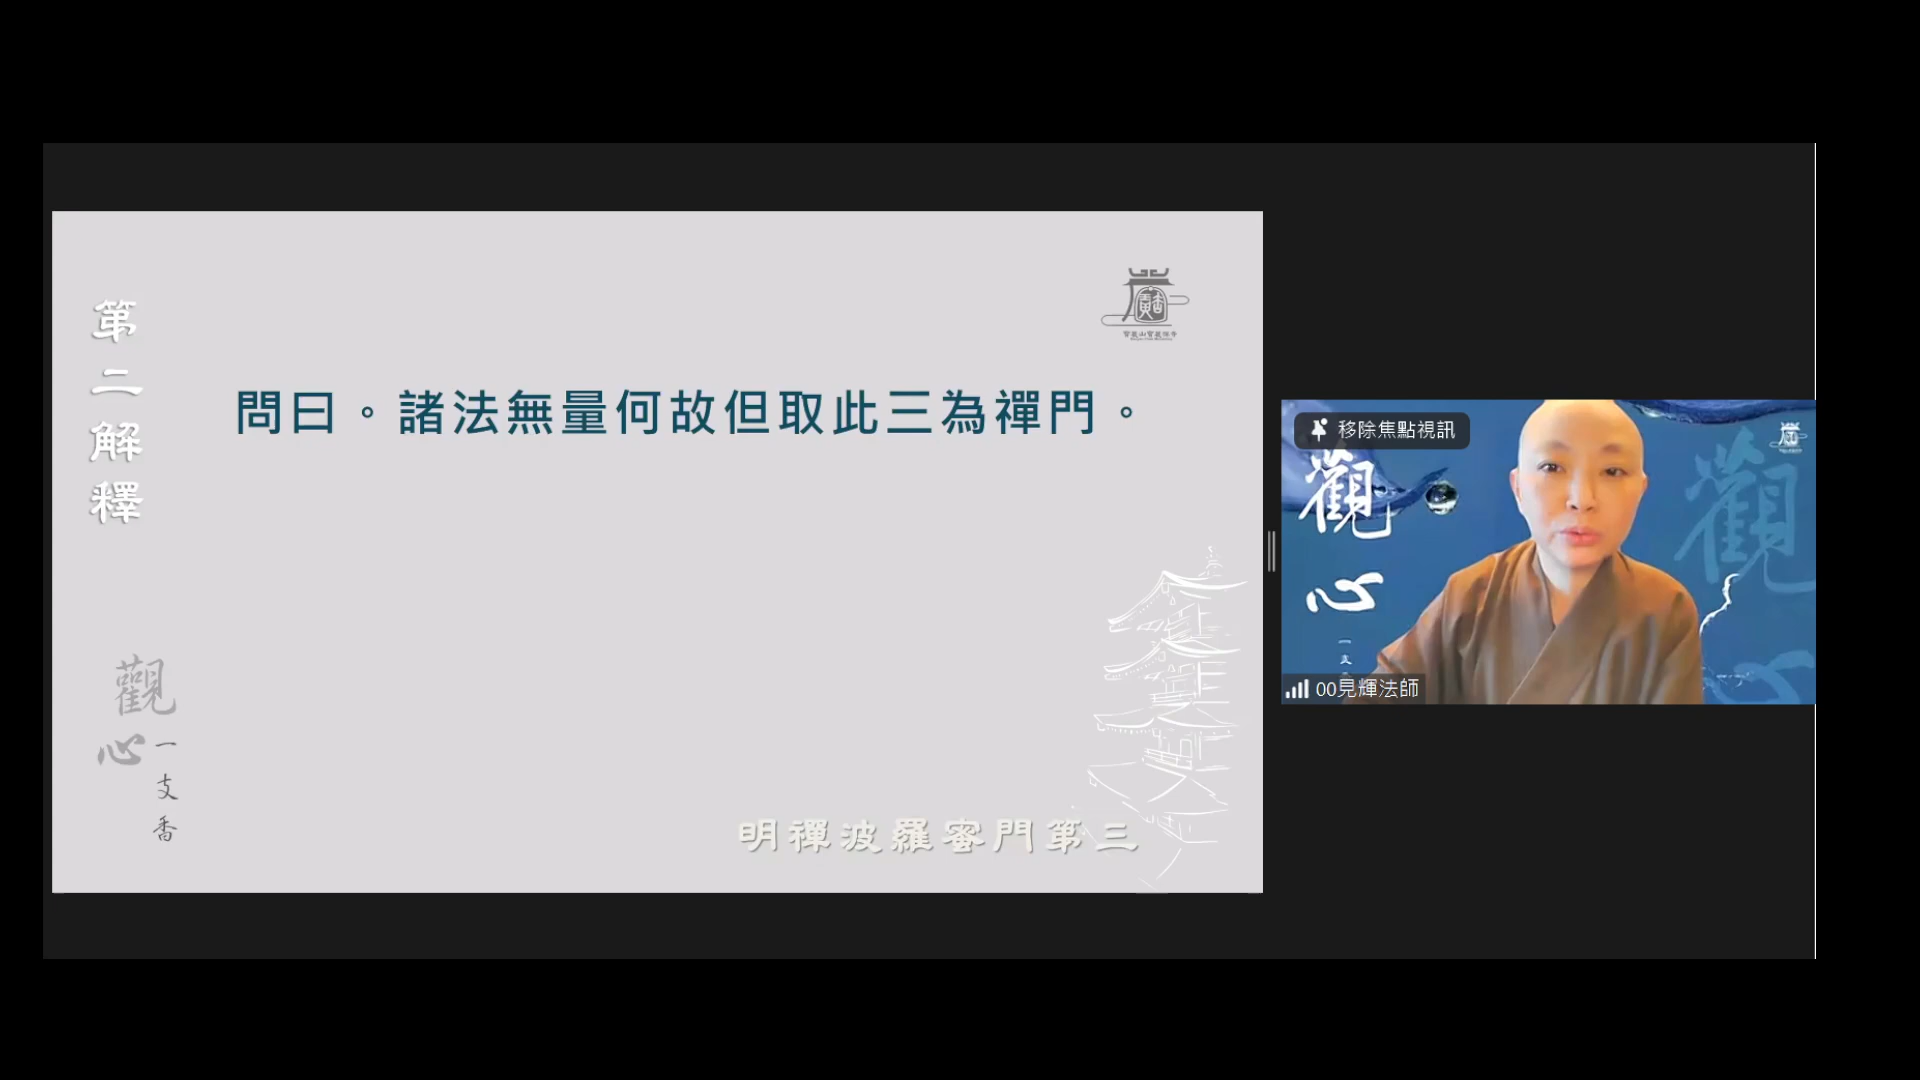 第二解釋
問曰。諸法無量何故但取此三為禪門。
觀心
一支香
明禪波羅蜜門第三
移除焦點視訊
觀心
觀
00見輝法師